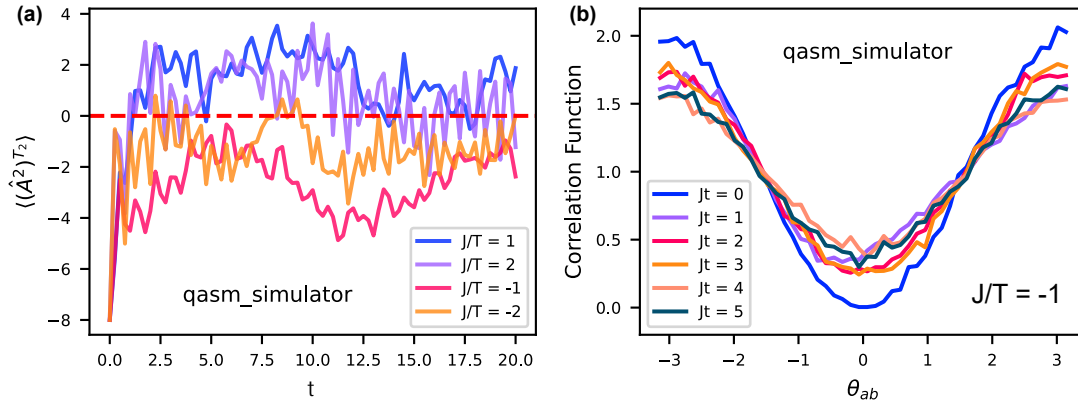 (a)
4
2
0
−2
−4
−6
−8
⟨(Â²)ᵀ²⟩
qasm_simulator
J/T = 1
J/T = 2
J/T = -1
J/T = -2
0.0 2.5 5.0 7.5 10.0 12.5 15.0 17.5 20.0
t
(b)
2.0
1.5
1.0
0.5
0.0
Correlation Function
qasm_simulator
Jt = 0
Jt = 1
Jt = 2
Jt = 3
Jt = 4
Jt = 5
J/T = -1
−3 −2 −1 0 1 2 3
θab